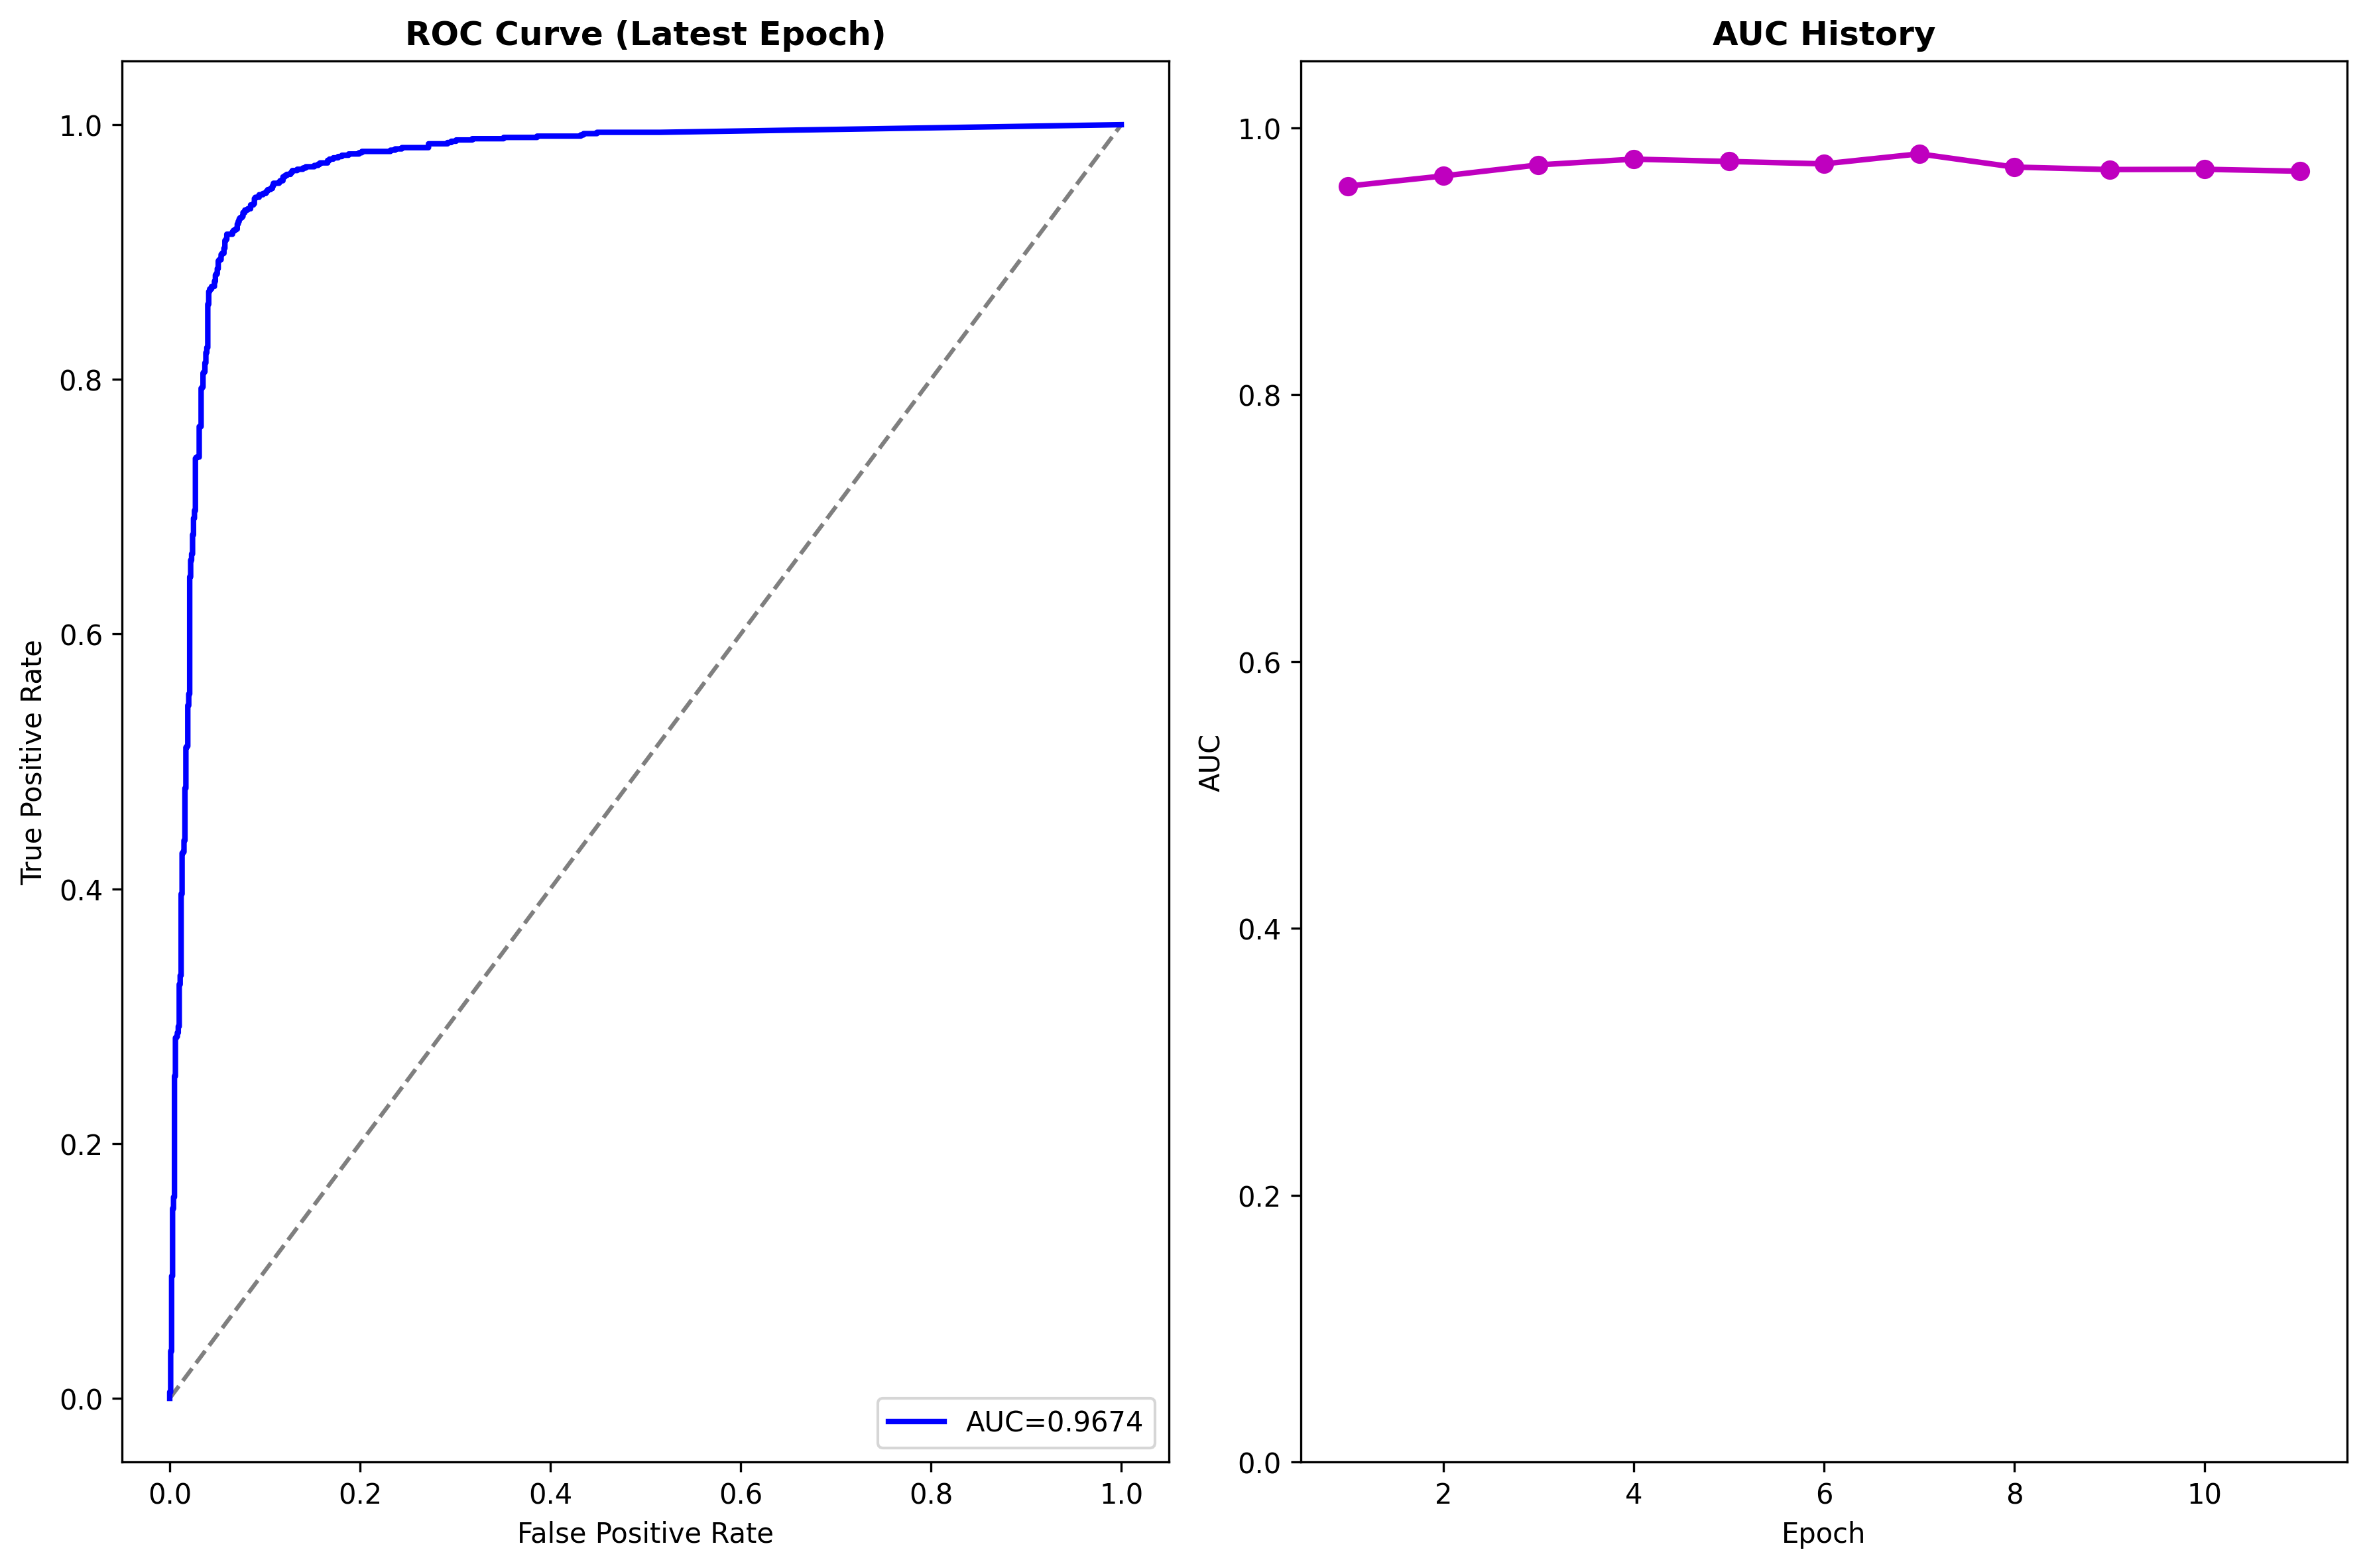 ROC Curve (Latest Epoch)
True Positive Rate
1.0
0.8
0.6
0.4
0.2
0.0
0.0 0.2 0.4 0.6 0.8 1.0
False Positive Rate
AUC=0.9674
AUC History
AUC
1.0
0.8
0.6
0.4
0.2
0.0
2 4 6 8 10
Epoch